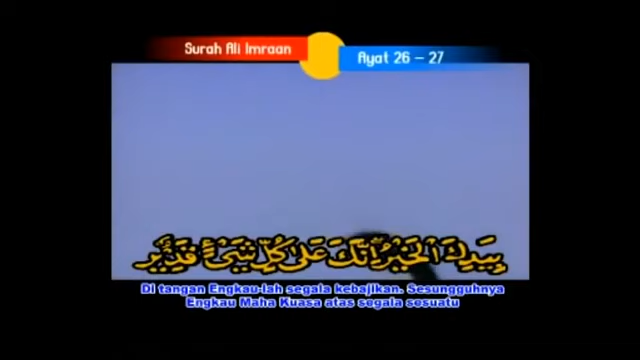 Surah Ali Imraan
Ayat 26 - 27
بِيَدِكَ الْخَيْرُ إِنَّكَ عَلَىٰ كُلِّ شَيْءٍ قَدِيرٌ
Di tangan Engkau-lah segala kebajikan. Sesungguhnya
Engkau Maha Kuasa atas segala sesuatu